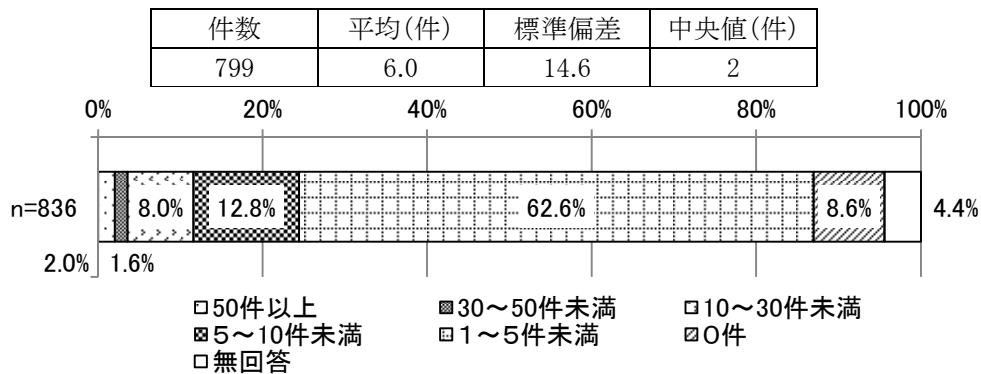 件数 平均(件) 標準偏差 中央値(件)
799 6.0 14.6 2
0% 20% 40% 60% 80% 100%
n=836 8.0% 12.8% 62.6% 8.6% 4.4%
2.0% 1.6%
50件以上 30～50件未満 10～30件未満
５～10件未満 １～５件未満 ０件
無回答